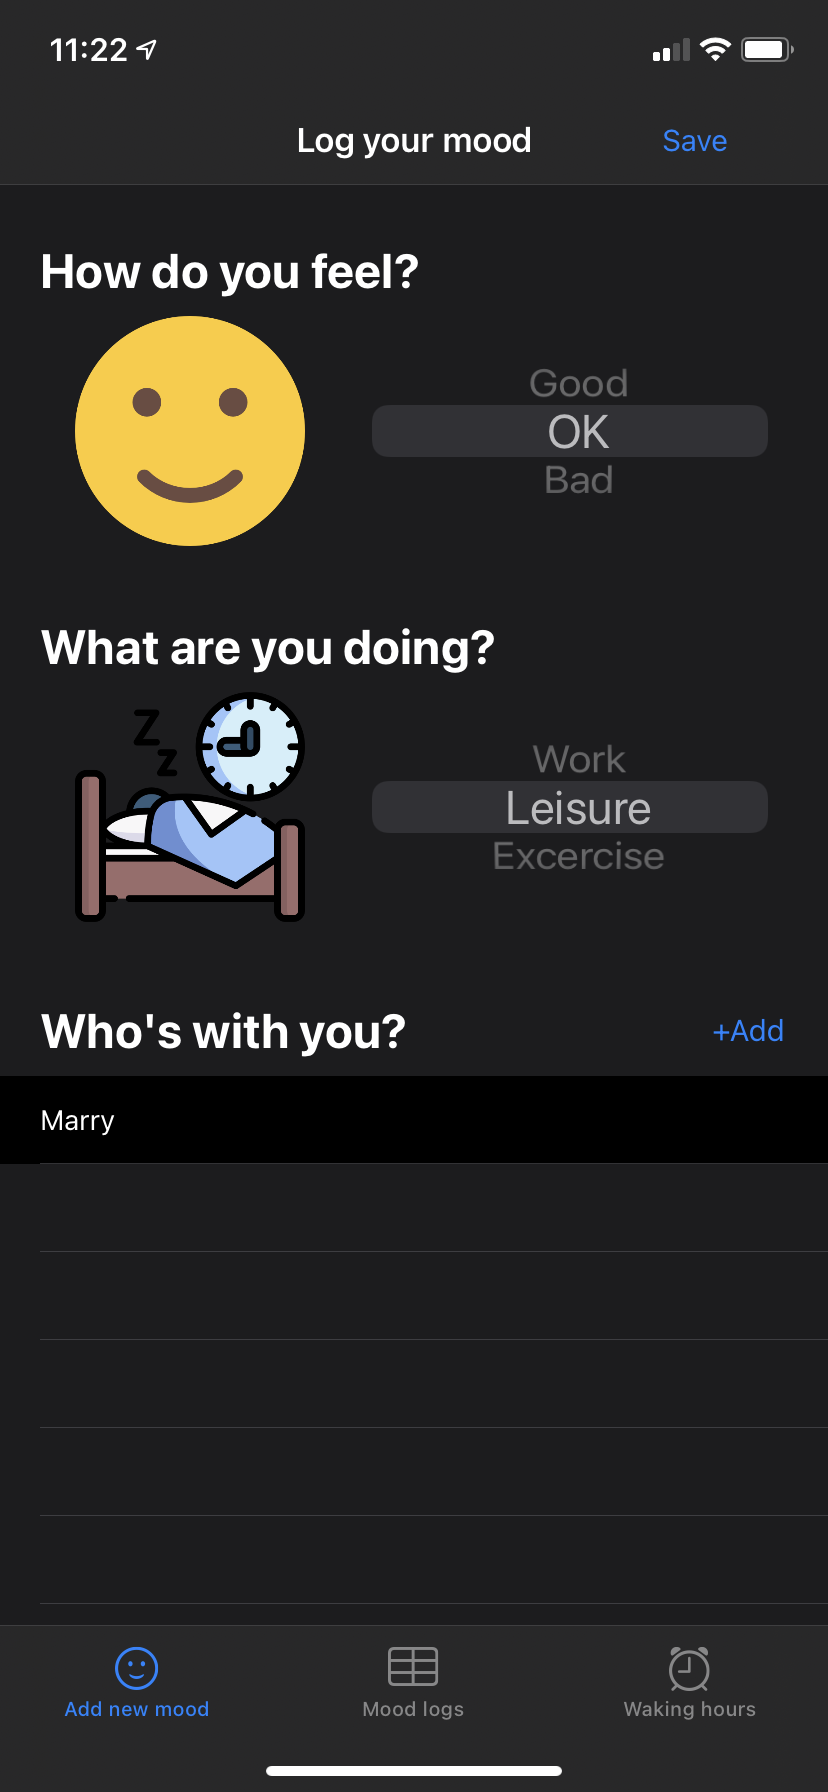 11:22
Log your mood
Save
How do you feel?
Good
OK
Bad
What are you doing?
Z
z
Work
Leisure
Excercise
Who's with you?
+Add
Marry
Add new mood
Mood logs
Waking hours